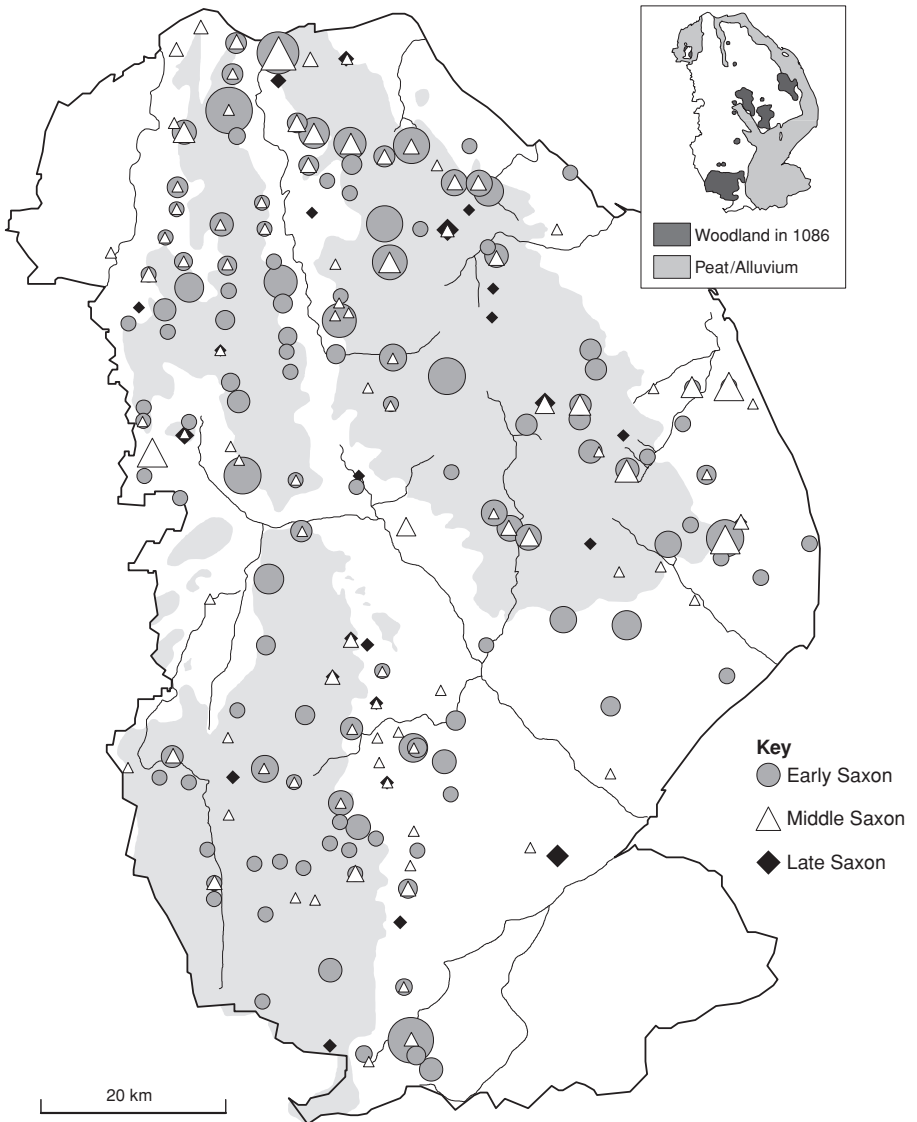 Woodland in 1086
Peat/Alluvium
Key
Early Saxon
Middle Saxon
Late Saxon
20 km